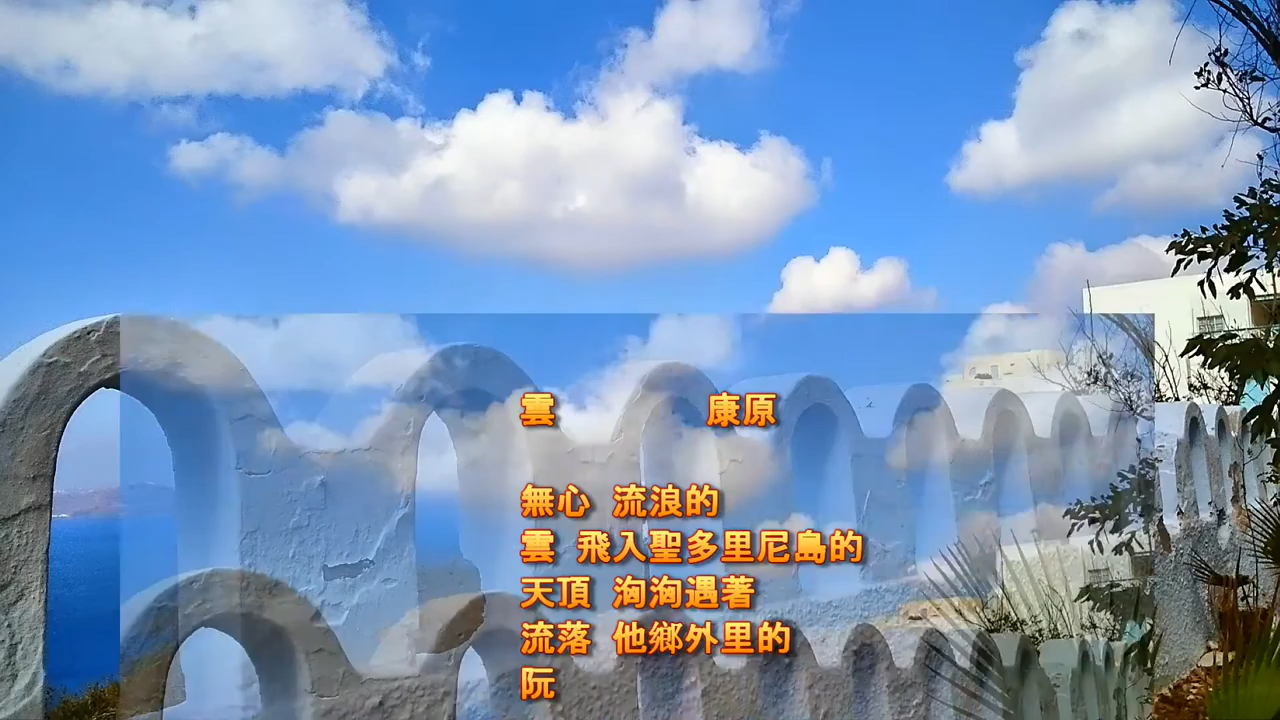 雲 康原
無心 流浪的
雲 飛入聖多里尼島的
天頂 洶洶遇著
流落 他鄉外里的
阮